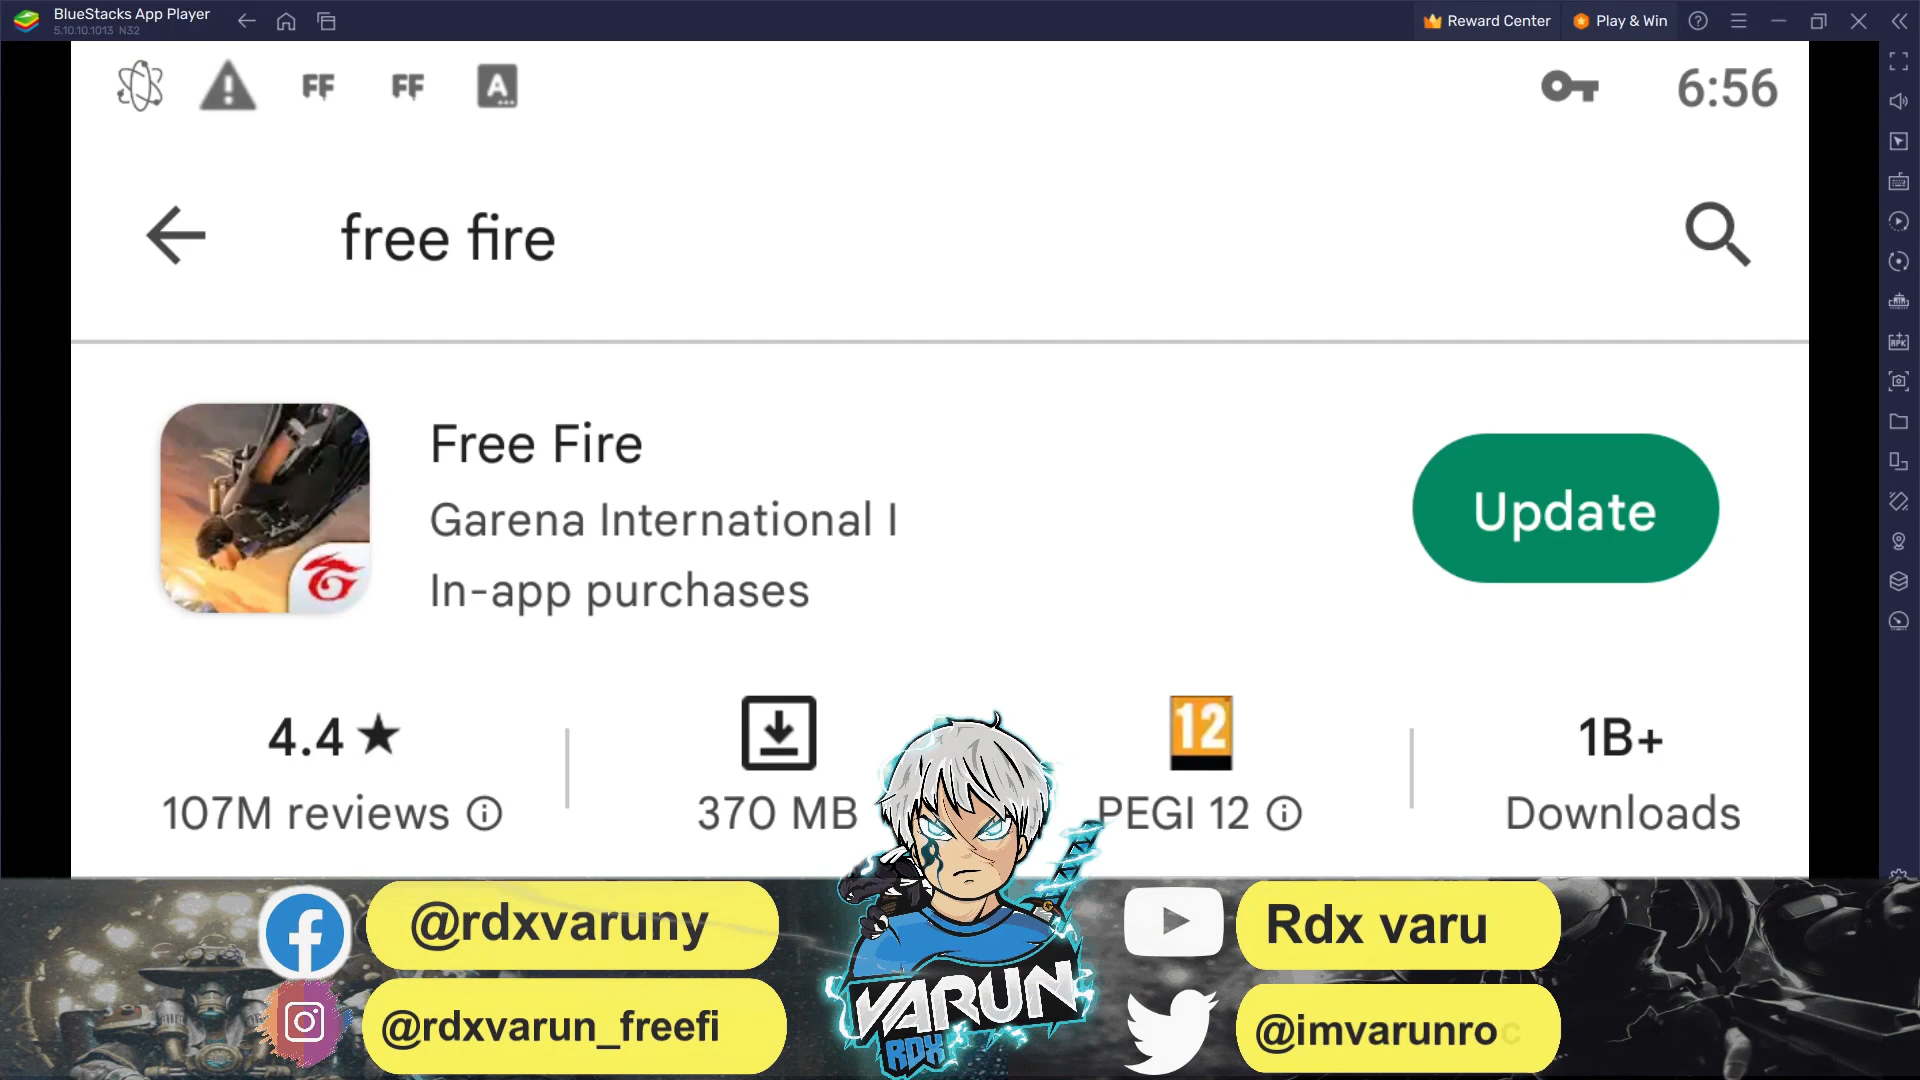 BlueStacks App Player
5.10.10.1013 N32
Reward Center
Play & Win
FF
FF
A
6:56
free fire
Free Fire
Garena International I
In-app purchases
Update
4.4 ★
12
1B+
107M reviews
370 MB
PEGI 12
Downloads
@rdxvaruny
Rdx varu
@rdxvarun_freefi
@imvarunroc
VARUN
RDX